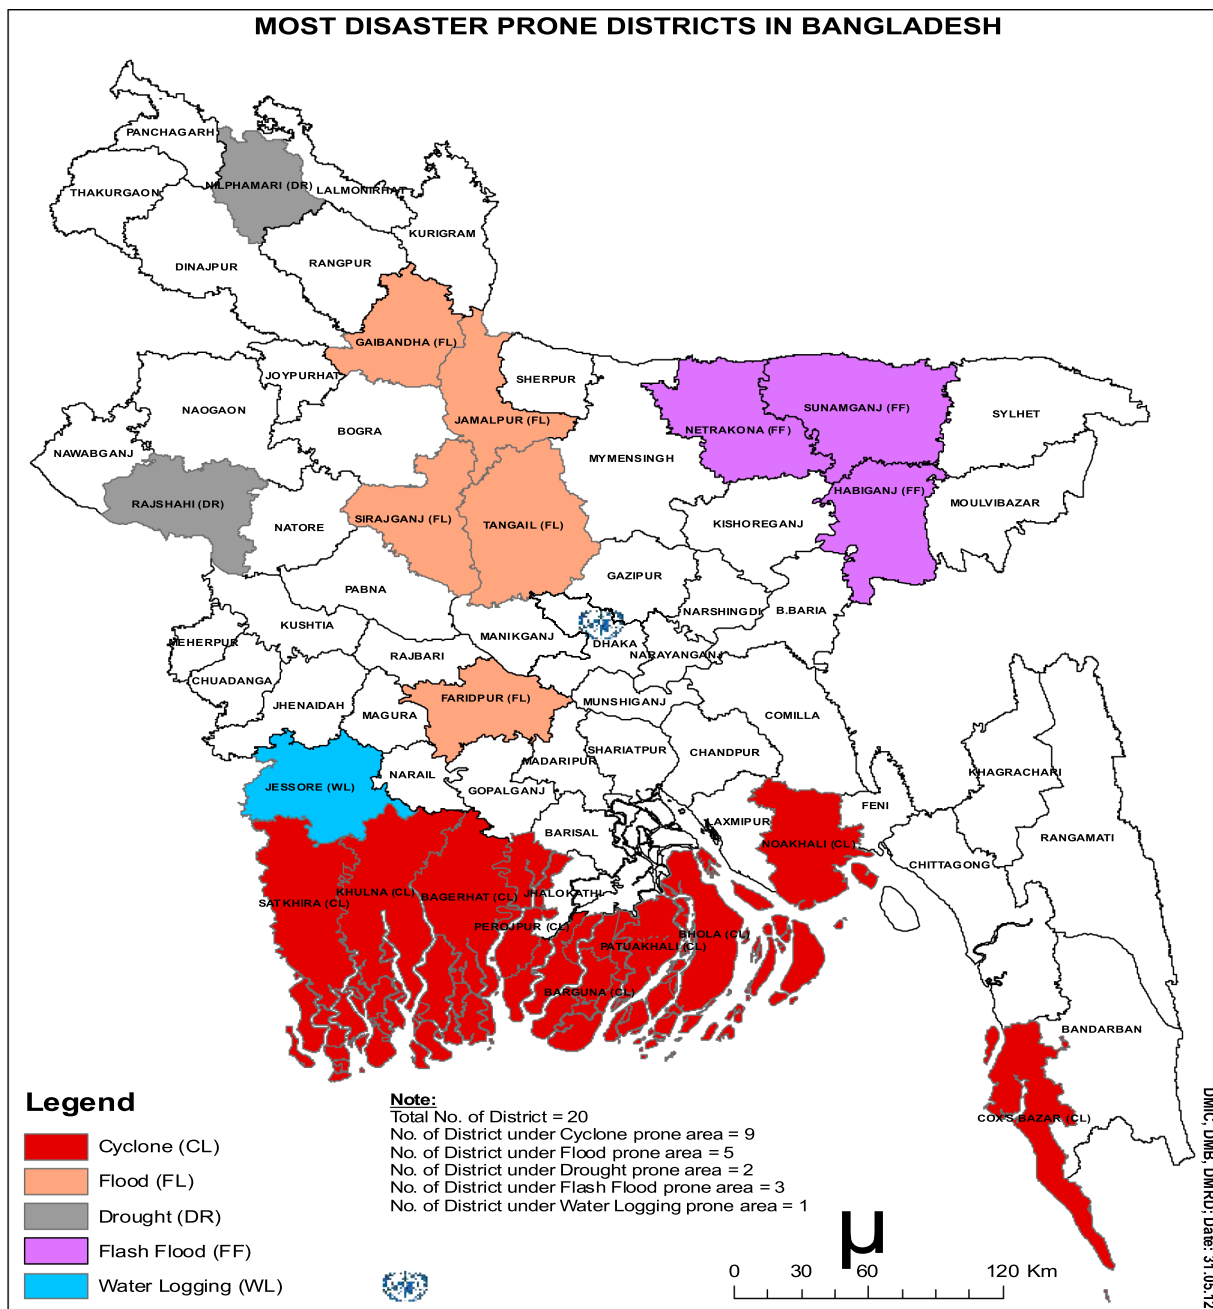 MOST DISASTER PRONE DISTRICTS IN BANGLADESH
PANCHAGARH
THAKURGAON
NILPHAMARI (DR)
LALMONIRHAT
KURIGRAM
DINAJPUR
RANGPUR
GAIBANDHA (FL)
JOYPURHAT
SHERPUR
NAOGAON
BOGRA
JAMALPUR (FL)
NETRAKONA (FF)
SUNAMGANJ (FF)
SYLHET
NAWABGANJ
MYMENSINGH
RAJSHAHI (DR)
NATORE
SIRAJGANJ (FL)
TANGAIL (FL)
KISHOREGANJ
HABIGANJ (FF)
MOULVIBAZAR
PABNA
GAZIPUR
NARSHINGDI
B.BARIA
KUSHTIA
MEHERPUR
MANIKGANJ
DHAKA
NARAYANGANJ
RAJBARI
CHUADANGA
JHENAIDAH
MAGURA
FARIDPUR (FL)
MUNSHIGANJ
COMILLA
SHARIATPUR
CHANDPUR
MADARIPUR
NARAIL
GOPALGANJ
JESSORE (WL)
KHAGRACHARI
FENI
LAXMIPUR
BARISAL
NOAKHALI (CL)
RANGAMATI
CHITTAGONG
SATKHIRA (CL)
KHULNA (CL)
BAGERHAT (CL)
JHALOKATHI
PEROJPUR (CL)
PATUAKHALI (CL)
BHOLA (CL)
BARGUNA (CL)
BANDARBAN
COX'S BAZAR (CL)
Legend
Cyclone (CL)
Flood (FL)
Drought (DR)
Flash Flood (FF)
Water Logging (WL)
Note:
Total No. of District = 20
No. of District under Cyclone prone area = 9
No. of District under Flood prone area = 5
No. of District under Drought prone area = 2
No. of District under Flash Flood prone area = 3
No. of District under Water Logging prone area = 1
µ
0 30 60 120 Km
DMIC, DMB, DMRD; Date: 31.05.12